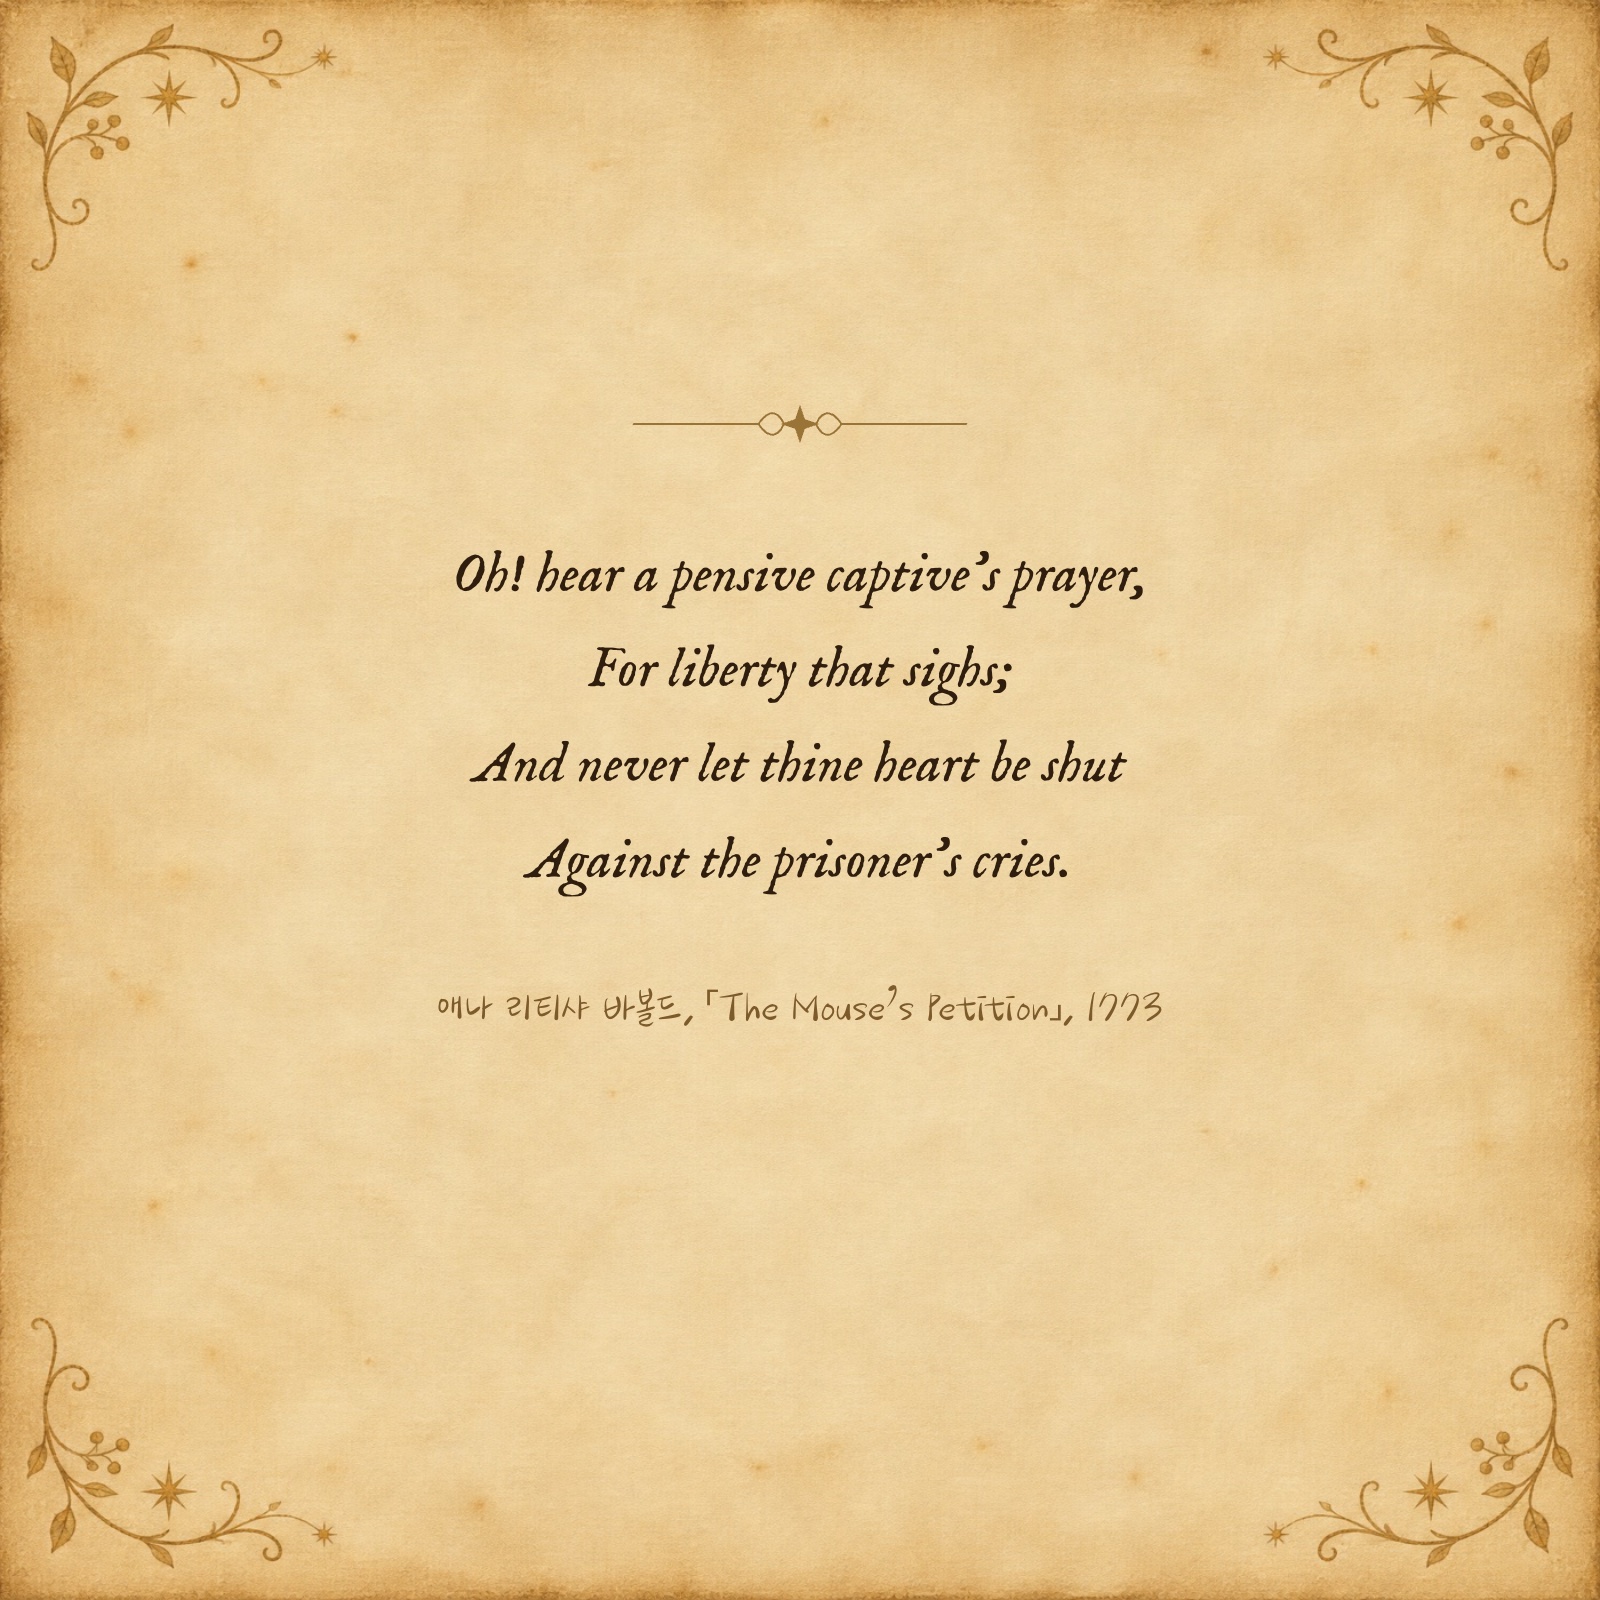 Oh! hear a pensive captive’s prayer,
For liberty that sighs;
And never let thine heart be shut
Against the prisoner’s cries.
애나 리티샤 바볼드, 「The Mouse’s Petition」, 1773